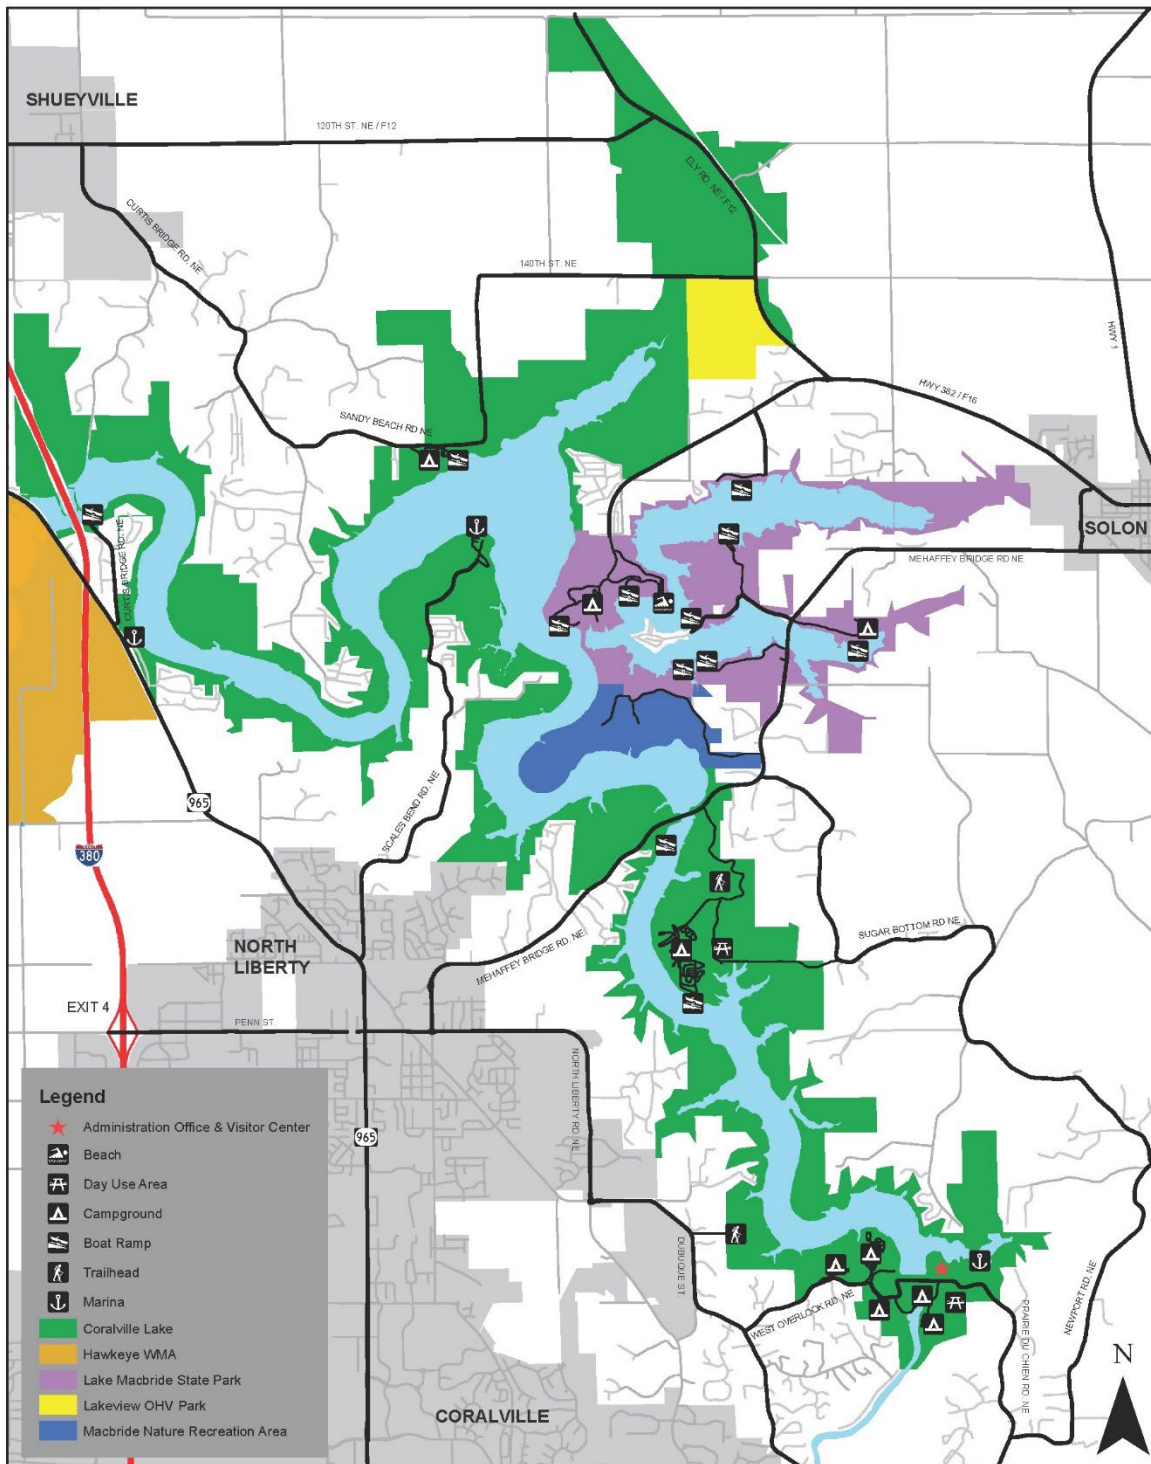 SHUEYVILLE
120TH ST. NE / F12
ELY RD. NE / F12
CURTIS BRIDGE RD. NE
140TH ST. NE
HWY 1
HWY 382 / F16
SANDY BEACH RD NE
SOLON
MEHAFFEY BRIDGE RD. NE
CURTIS BRIDGE RD. NE
965
380
SCALES BEND RD. NE
NORTH
LIBERTY
MEHAFFEY BRIDGE RD. NE
SUGAR BOTTOM RD NE
EXIT 4
PENN ST.
NORTH LIBERTY RD. NE
965
DUBUQUE ST.
WEST OVERLOOK RD. NE
PRAIRIE DU CHIEN RD. NE
NEWPORT RD. NE
N
CORALVILLE
Legend
Administration Office & Visitor Center
Beach
Day Use Area
Campground
Boat Ramp
Trailhead
Marina
Coralville Lake
Hawkeye WMA
Lake Macbride State Park
Lakeview OHV Park
Macbride Nature Recreation Area